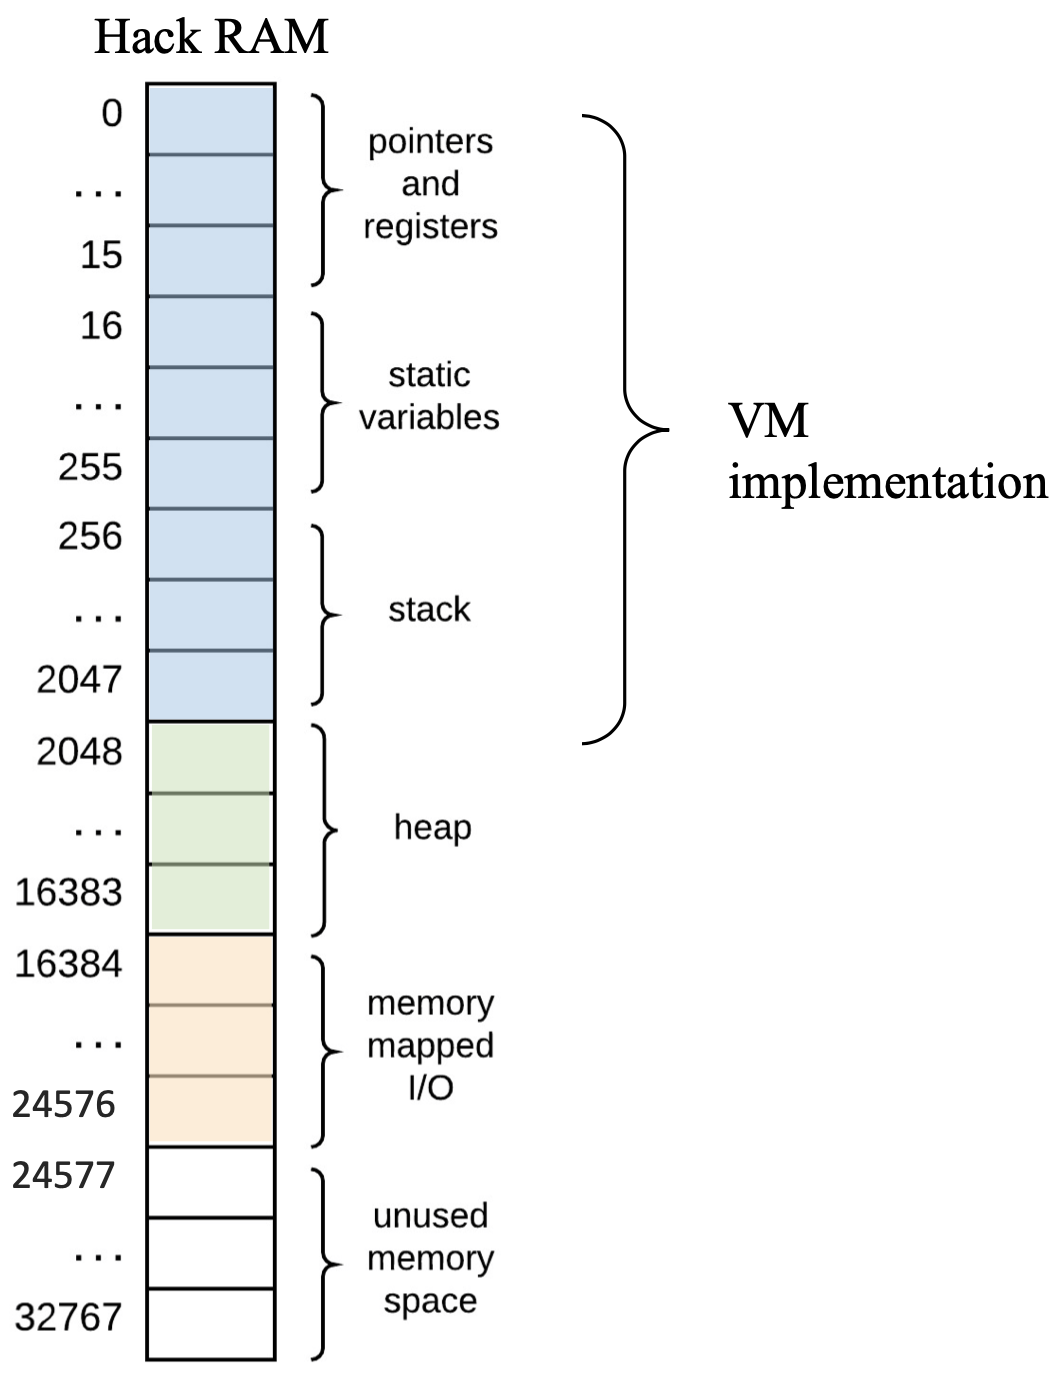 Hack RAM
0
...
15
pointers
and
registers
16
...
255
static
variables
256
...
2047
stack
VM
implementation
2048
...
16383
heap
16384
...
24576
memory
mapped
I/O
24577
...
32767
unused
memory
space